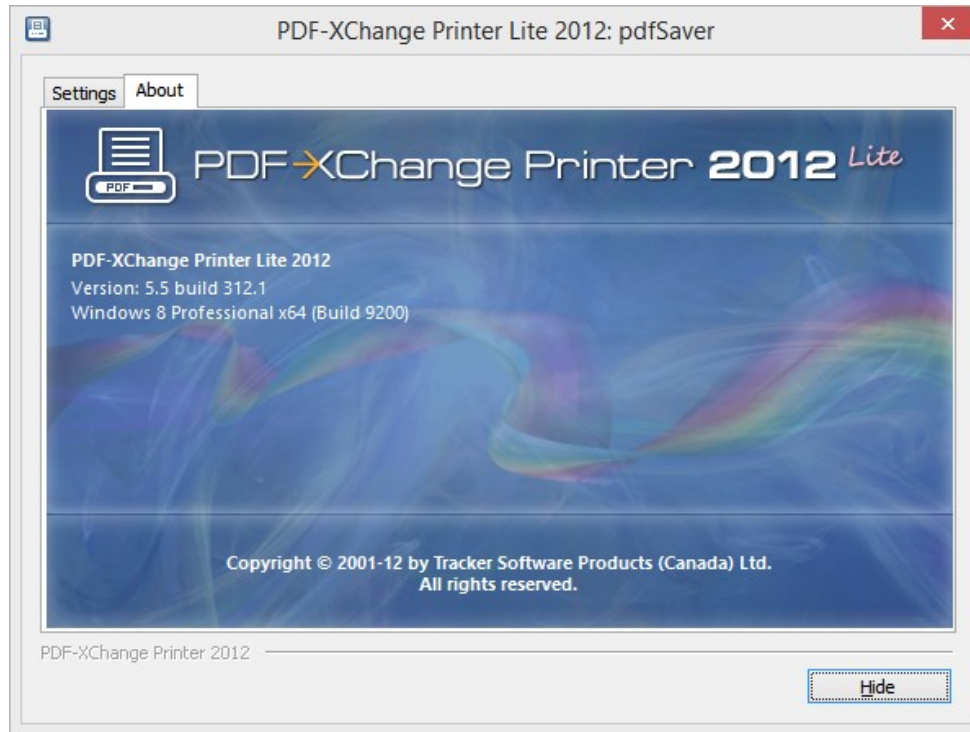 PDF-XChange Printer Lite 2012: pdfSaver
Settings About
PDF
PDF-XChange Printer 2012 Lite
PDF-XChange Printer Lite 2012
Version: 5.5 build 312.1
Windows 8 Professional x64 (Build 9200)
Copyright © 2001-12 by Tracker Software Products (Canada) Ltd.
All rights reserved.
PDF-XChange Printer 2012
Hide